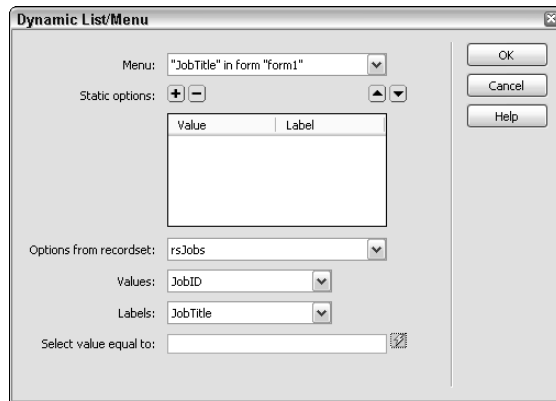 Dynamic List/Menu
Menu: "JobTitle" in form "form1"
Static options:
Value Label
Options from recordset: rsJobs
Values: JobID
Labels: JobTitle
Select value equal to:
OK
Cancel
Help